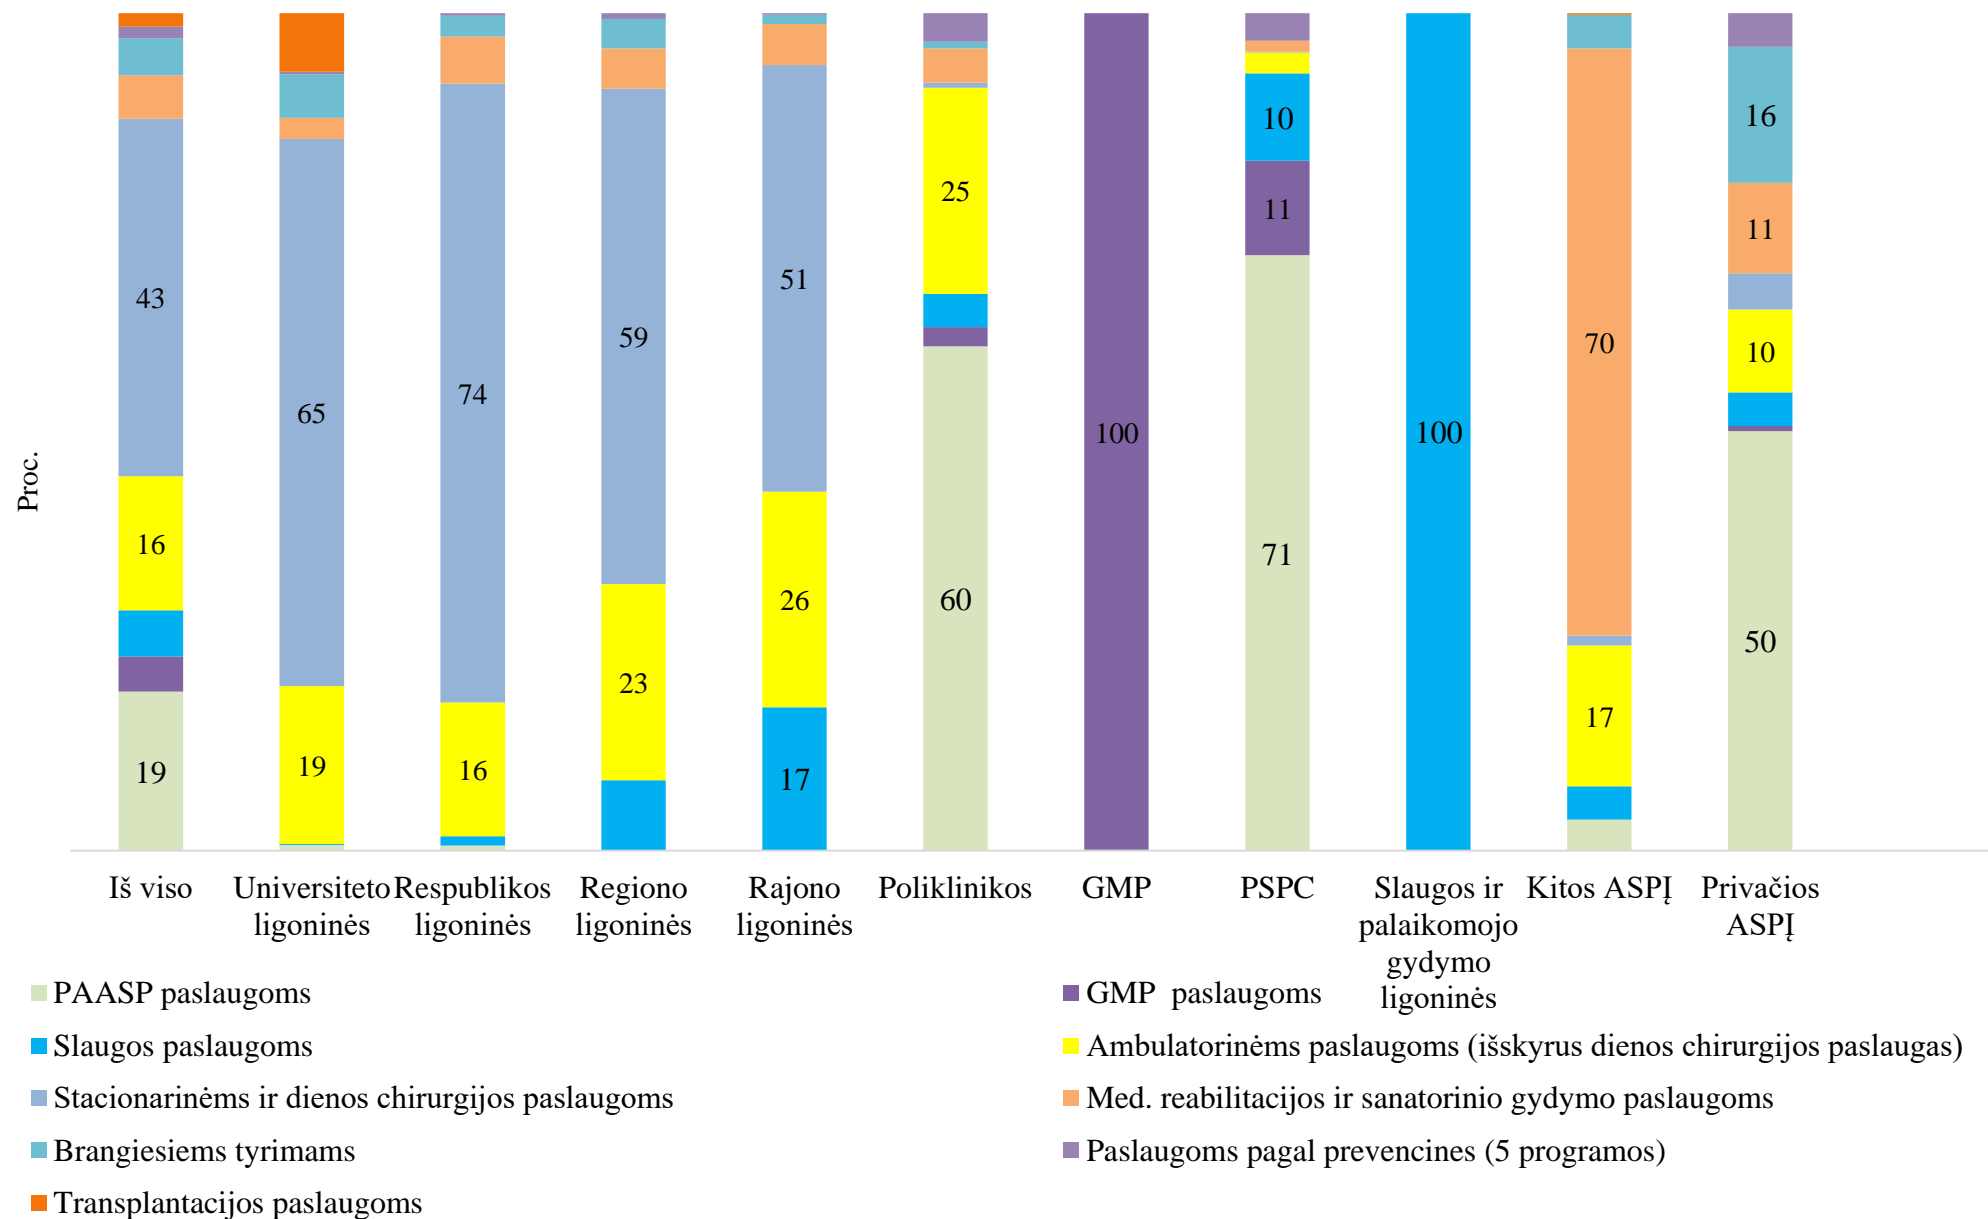 Proc.
43
16
19
65
19
74
16
59
23
51
26
17
25
60
100
10
11
71
100
70
17
16
11
10
50
Iš viso
Universiteto
ligoninės
Respublikos
ligoninės
Regiono
ligoninės
Rajono
ligoninės
Poliklinikos
GMP
PSPC
Slaugos ir
palaikomojo
gydymo
ligoninės
Kitos ASPĮ
Privačios
ASPĮ
PAASP paslaugoms
GMP paslaugoms
Slaugos paslaugoms
Ambulatorinėms paslaugoms (išskyrus dienos chirurgijos paslaugas)
Stacionarinėms ir dienos chirurgijos paslaugoms
Med. reabilitacijos ir sanatorinio gydymo paslaugoms
Brangiesiems tyrimams
Paslaugoms pagal prevencines (5 programos)
Transplantacijos paslaugoms